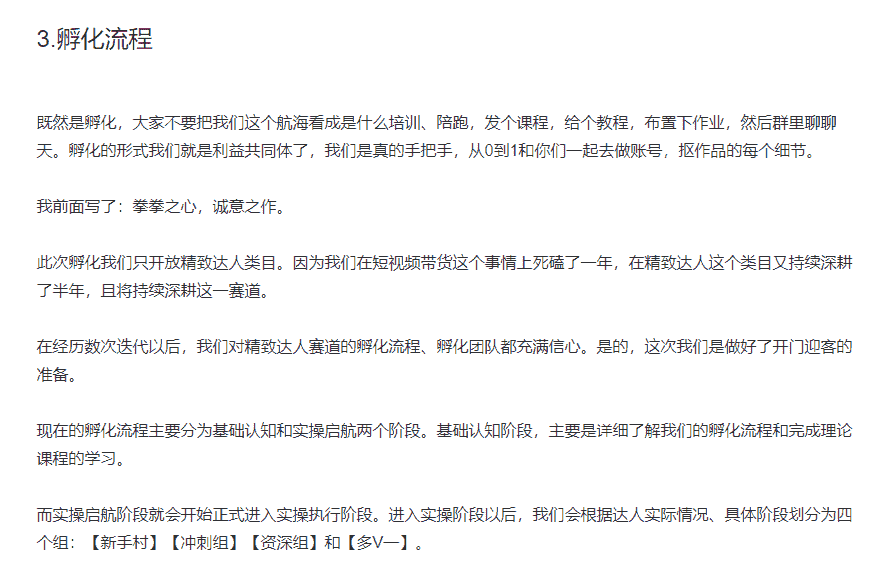 3.孵化流程
既然是孵化，大家不要把我们这个航海看成是什么培训、陪跑，发个课程，给个教程，布置下作业，然后群里聊聊
天。孵化的形式我们就是利益共同体了，我们是真的手把手，从0到1和你们一起去做账号，抠作品的每个细节。
我前面写了：拳拳之心，诚意之作。
此次孵化我们只开放精致达人类目。因为我们在短视频带货这个事情上死磕了一年，在精致达人这个类目又持续深耕
了半年，且将持续深耕这一赛道。
在经历数次迭代以后，我们对精致达人赛道的孵化流程、孵化团队都充满信心。是的，这次我们是做好了开门迎客的
准备。
现在的孵化流程主要分为基础认知和实操启航两个阶段。基础认知阶段，主要是详细了解我们的孵化流程和完成理论
课程的学习。
而实操启航阶段就会开始正式进入实操执行阶段。进入实操阶段以后，我们会根据达人实际情况、具体阶段划分为四
个组：【新手村】【冲刺组】【资深组】和【多V一】。